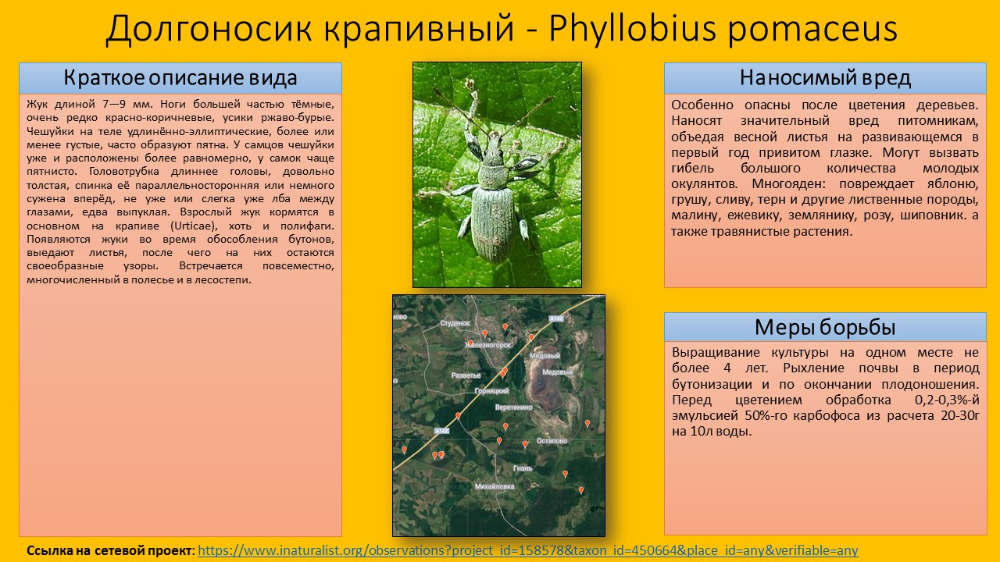 Долгоносик крапивный - Phyllobius pomaceus
Краткое описание вида
Жук длиной 7—9 мм. Ноги большей частью тёмные,
очень редко красно-коричневые, усики ржаво-бурые.
Чешуйки на теле удлинённо-эллиптические, более или
менее густые, часто образуют пятна. У самцов чешуйки
уже и расположены более равномерно, у самок чаще
пятнисто. Головотрубка длиннее головы, довольно
толстая, спинка её параллельносторонняя или немного
сужена вперёд, не уже или слегка уже лба между
глазами, едва выпуклая. Взрослый жук кормятся в
основном на крапиве (Urticae), хоть и полифаги.
Появляются жуки во время обособления бутонов,
выедают листья, после чего на них остаются
своеобразные узоры. Встречается повсеместно,
многочисленный в полесье и в лесостепи.
ново
Студенок
А142
Железногорск
Медовый
Медовый
Разветье
Горняцкий
Веретенино
А142
Остапово
Гнань
Михайловка
Наносимый вред
Особенно опасны после цветения деревьев.
Наносят значительный вред питомникам,
объедая весной листья на развивающемся в
первый год привитом глазке. Могут вызвать
гибель большого количества молодых
окулянтов. Многояден: повреждает яблоню,
грушу, сливу, терн и другие лиственные породы,
малину, ежевику, землянику, розу, шиповник. а
также травянистые растения.
Меры борьбы
Выращивание культуры на одном месте не
более 4 лет. Рыхление почвы в период
бутонизации и по окончании плодоношения.
Перед цветением обработка 0,2-0,3%-й
эмульсией 50%-го карбофоса из расчета 20-30г
на 10л воды.
Ссылка на сетевой проект: https://www.inaturalist.org/observations?project_id=158578&taxon_id=450664&place_id=any&verifiable=any